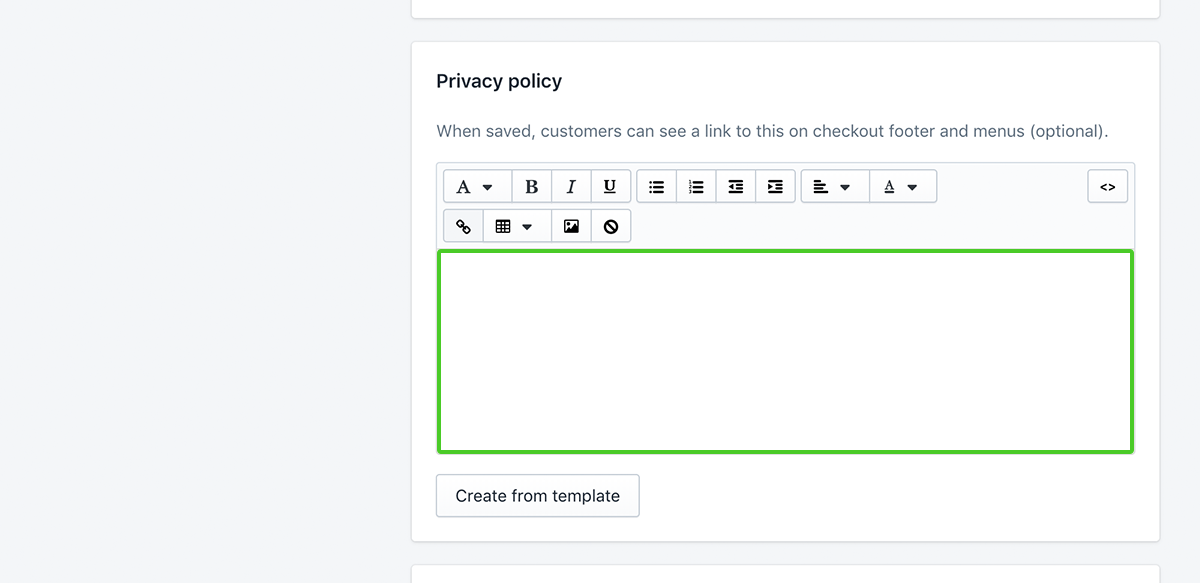 Privacy policy
When saved, customers can see a link to this on checkout footer and menus (optional).
A B I U A <>
Create from template